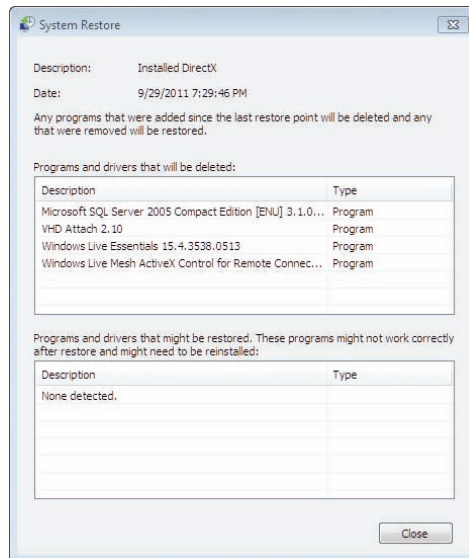 System Restore
Description: Installed DirectX
Date: 9/29/2011 7:29:46 PM
Any programs that were added since the last restore point will be deleted and any
that were removed will be restored.
Programs and drivers that will be deleted:
Description Type
Microsoft SQL Server 2005 Compact Edition [ENU] 3.1.0... Program
VHD Attach 2.10 Program
Windows Live Essentials 15.4.3538.0513 Program
Windows Live Mesh ActiveX Control for Remote Connec... Program
Programs and drivers that might be restored. These programs might not work correctly
after restore and might need to be reinstalled:
Description Type
None detected.
Close